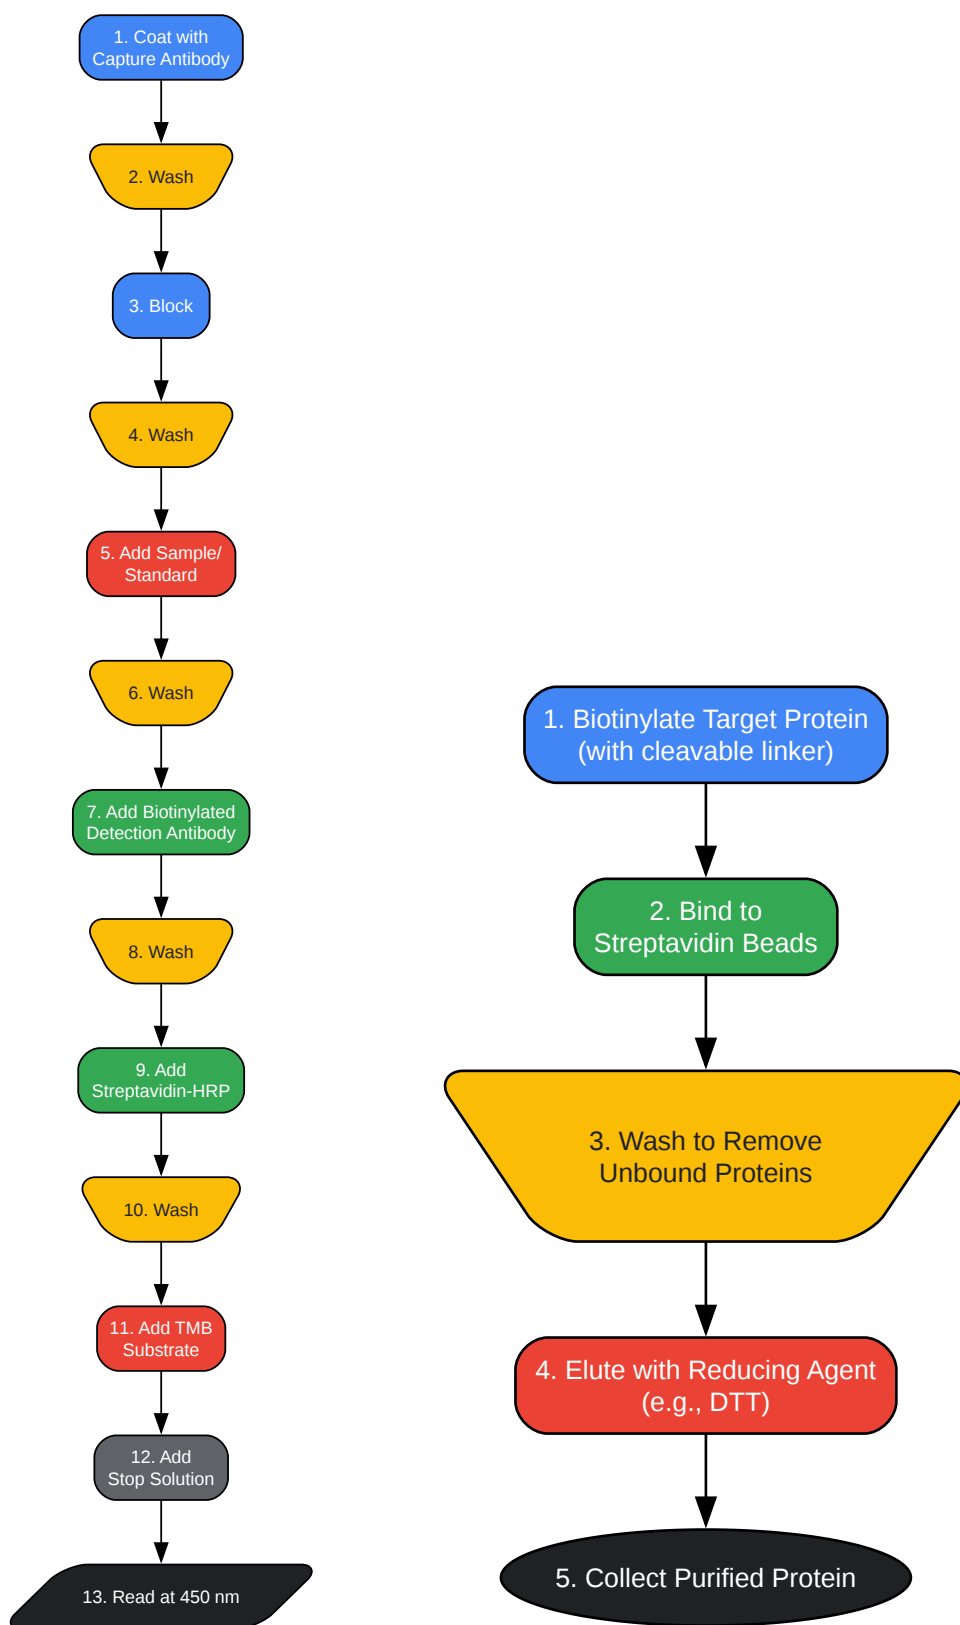 1. Coat with
Capture Antibody
2. Wash
3. Block
4. Wash
5. Add Sample/
Standard
6. Wash
7. Add Biotinylated
Detection Antibody
8. Wash
9. Add
Streptavidin-HRP
10. Wash
11. Add TMB
Substrate
12. Add
Stop Solution
13. Read at 450 nm
1. Biotinylate Target Protein
(with cleavable linker)
2. Bind to
Streptavidin Beads
3. Wash to Remove
Unbound Proteins
4. Elute with Reducing Agent
(e.g., DTT)
5. Collect Purified Protein